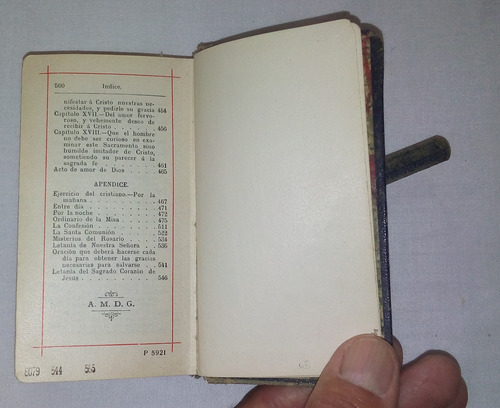 560 Indice.
nifestar á Cristo nuestras ne-
cesidades, y pedirle su gracia 454
Capítulo XVII.—Del amor fervo-
roso, y vehemente deseo de
recibir á Cristo . . . . . . 456
Capítulo XVIII.—Que el hombre
no debe ser curioso en exa-
minar este Sacramento sino
humilde imitador de Cristo,
sometiendo su parecer á la
sagrada fe . . . . . . . 461
Acto de amor de Dios . . . . 465
APENDICE.
Ejercicio del cristiano.—Por la
mañana . . . . . . . . 467
Entre día . . . . . . . . 471
Por la noche . . . . . . . 472
Ordinario de la Misa . . . . 475
La Confesión . . . . . . . 511
La Santa Comunión . . . . . 522
Misterios del Rosario . . . . 534
Letanía de Nuestra Señora . . 536
Oración que deberá hacerse cada
día para obtener las gracias
necesarias para salvarse . . 541
Letanía del Sagrado Corazón de
Jesus . . . . . . . . . 546
A. M. D. G.
P 5921
544 565